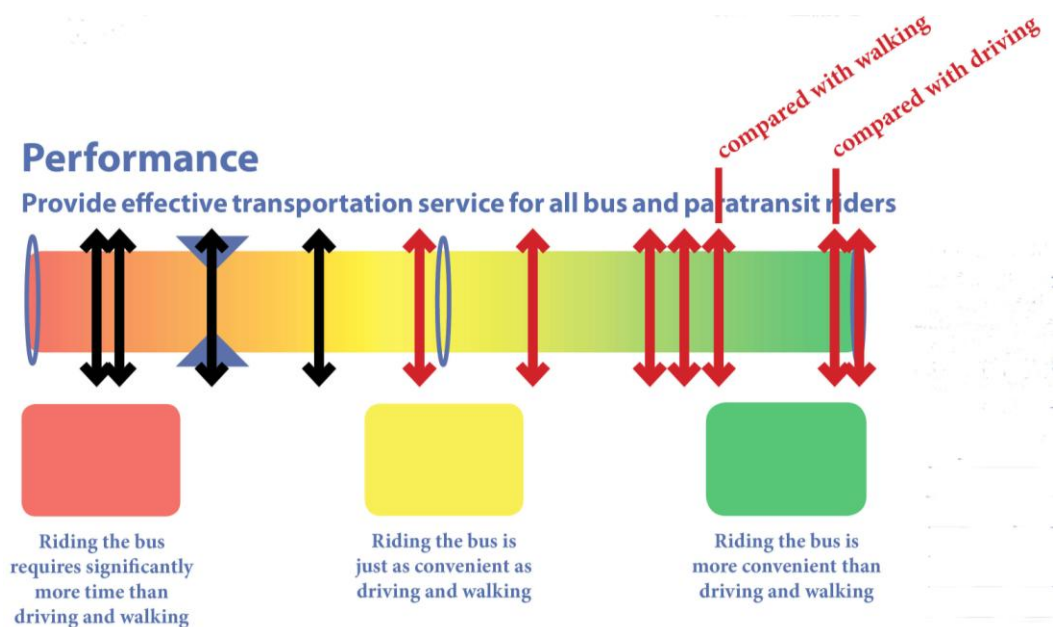 compared with walking
compared with driving
Performance
Provide effective transportation service for all bus and paratransit riders
Riding the bus
requires significantly
more time than
driving and walking
Riding the bus is
just as convenient as
driving and walking
Riding the bus is
more convenient than
driving and walking